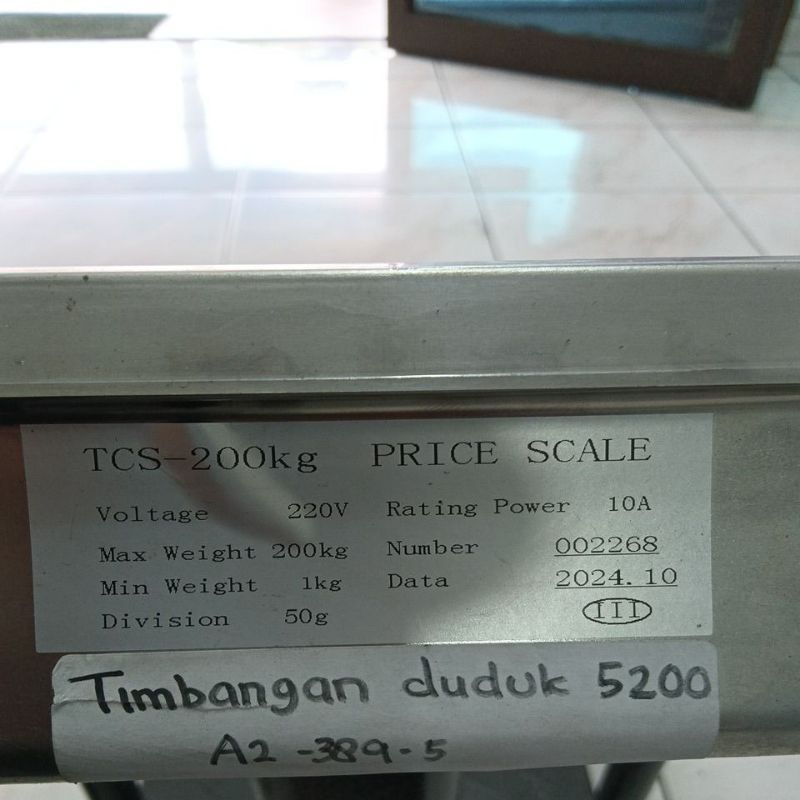 TCS-200kg PRICE SCALE
Voltage 220V Rating Power 10A
Max Weight 200kg Number 002268
Min Weight 1kg Data 2024.10
Division 50g III
Timbangan duduk 5200
A2-389-5